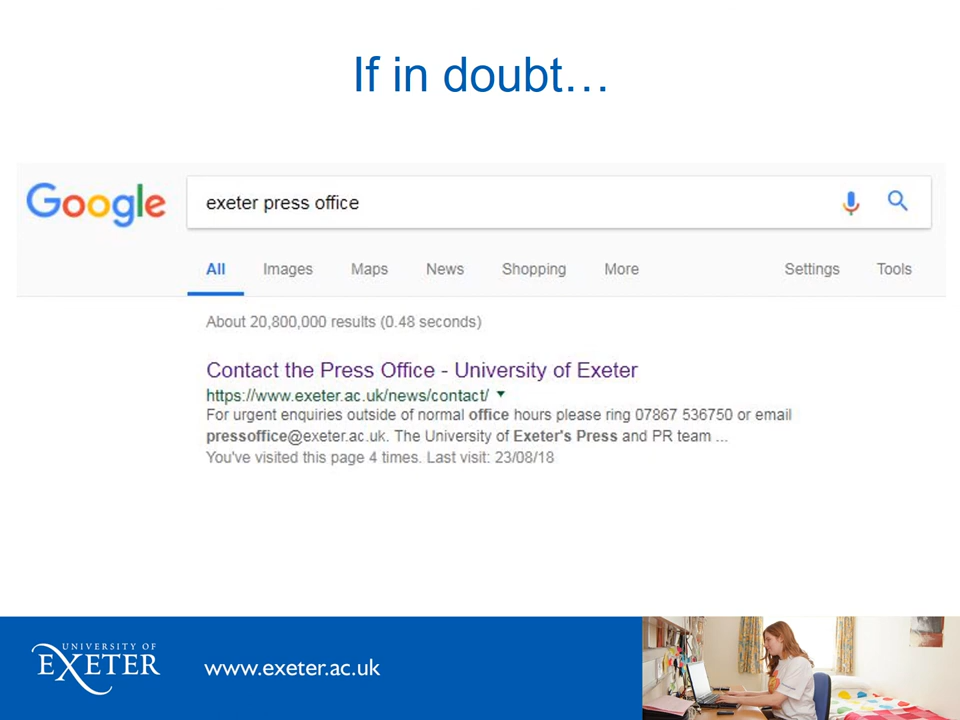 If in doubt…
Google
exeter press office
All Images Maps News Shopping More Settings Tools
About 20,800,000 results (0.48 seconds)
Contact the Press Office - University of Exeter
https://www.exeter.ac.uk/news/contact/
For urgent enquiries outside of normal office hours please ring 07867 536750 or email
pressoffice@exeter.ac.uk. The University of Exeter's Press and PR team ...
You've visited this page 4 times. Last visit: 23/08/18
UNIVERSITY OF
EXETER
www.exeter.ac.uk